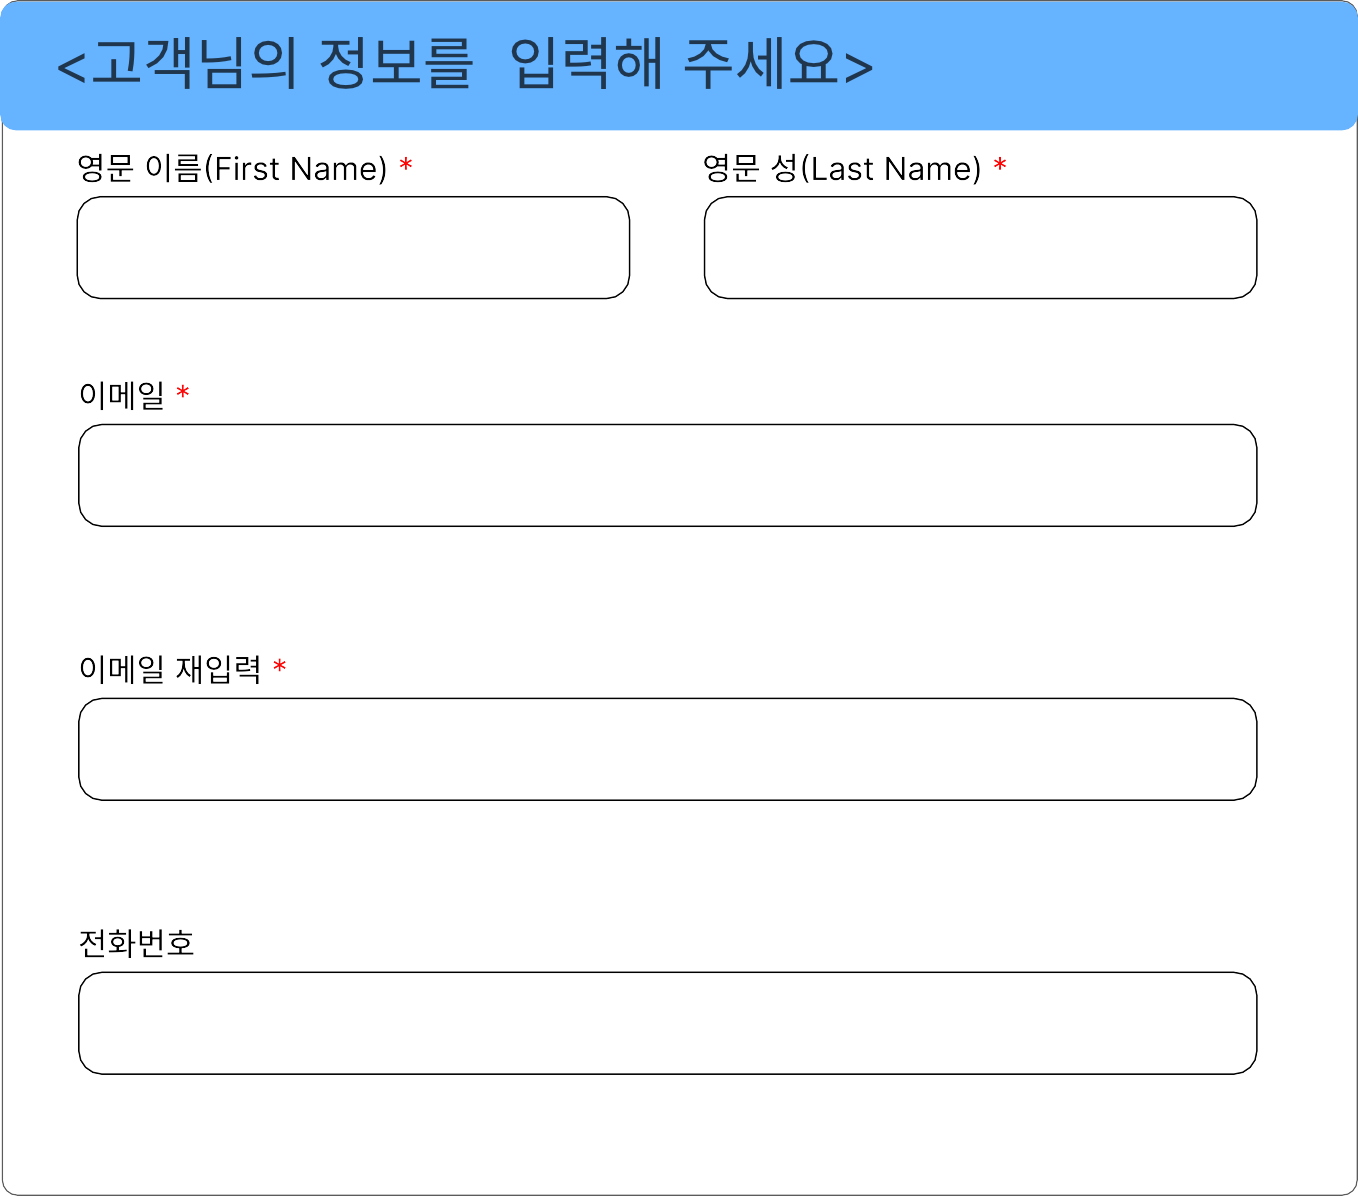 <고객님의 정보를  입력해 주세요>
영문 이름(First Name) *
영문 성(Last Name) *
이메일 *
이메일 재입력 *
전화번호